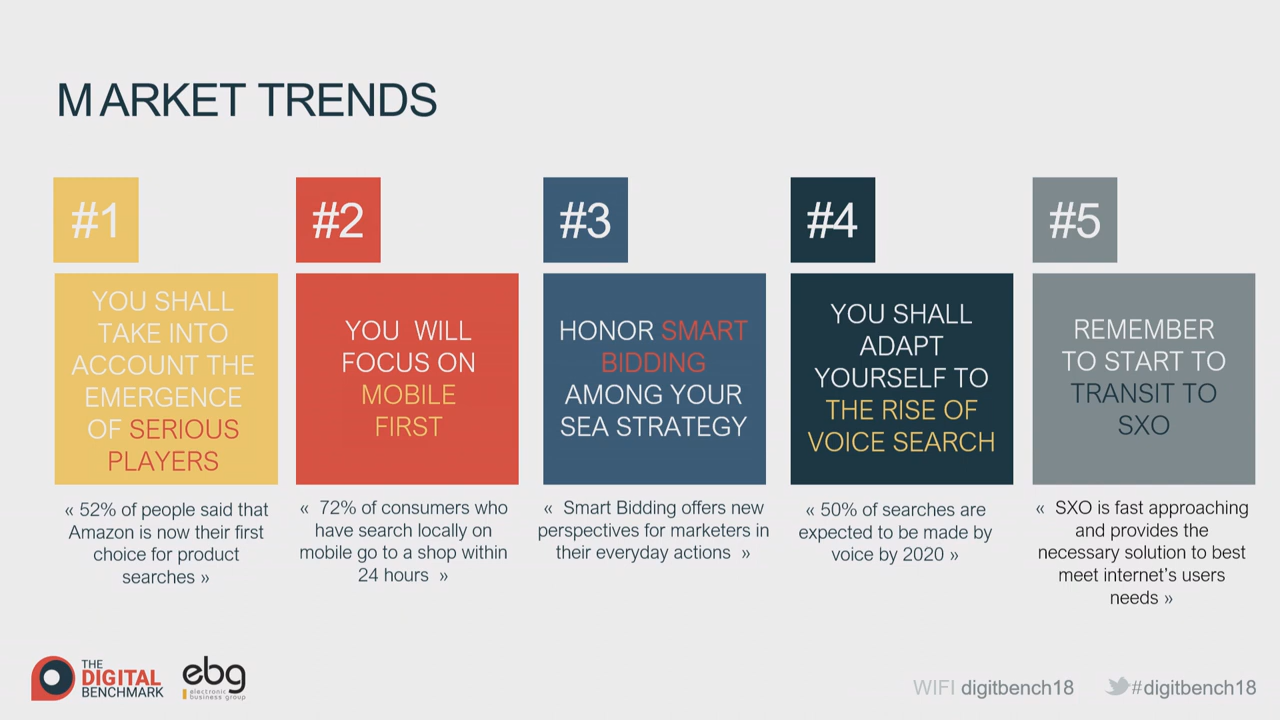 MARKET TRENDS
#1
YOU SHALL
TAKE INTO
ACCOUNT THE
EMERGENCE
OF SERIOUS
PLAYERS
« 52% of people said that
Amazon is now their first
choice for product
searches »
#2
YOU WILL
FOCUS ON
MOBILE
FIRST
« 72% of consumers who
have search locally on
mobile go to a shop within
24 hours »
#3
HONOR SMART
BIDDING
AMONG YOUR
SEA STRATEGY
« Smart Bidding offers new
perspectives for marketers in
their everyday actions »
#4
YOU SHALL
ADAPT
YOURSELF TO
THE RISE OF
VOICE SEARCH
« 50% of searches are
expected to be made by
voice by 2020 »
#5
REMEMBER
TO START TO
TRANSIT TO
SXO
« SXO is fast approaching
and provides the
necessary solution to best
meet internet's users
needs »
THE
DIGITAL
BENCHMARK
ebg
electronic
business group
WIFI digitbench18
#digitbench18